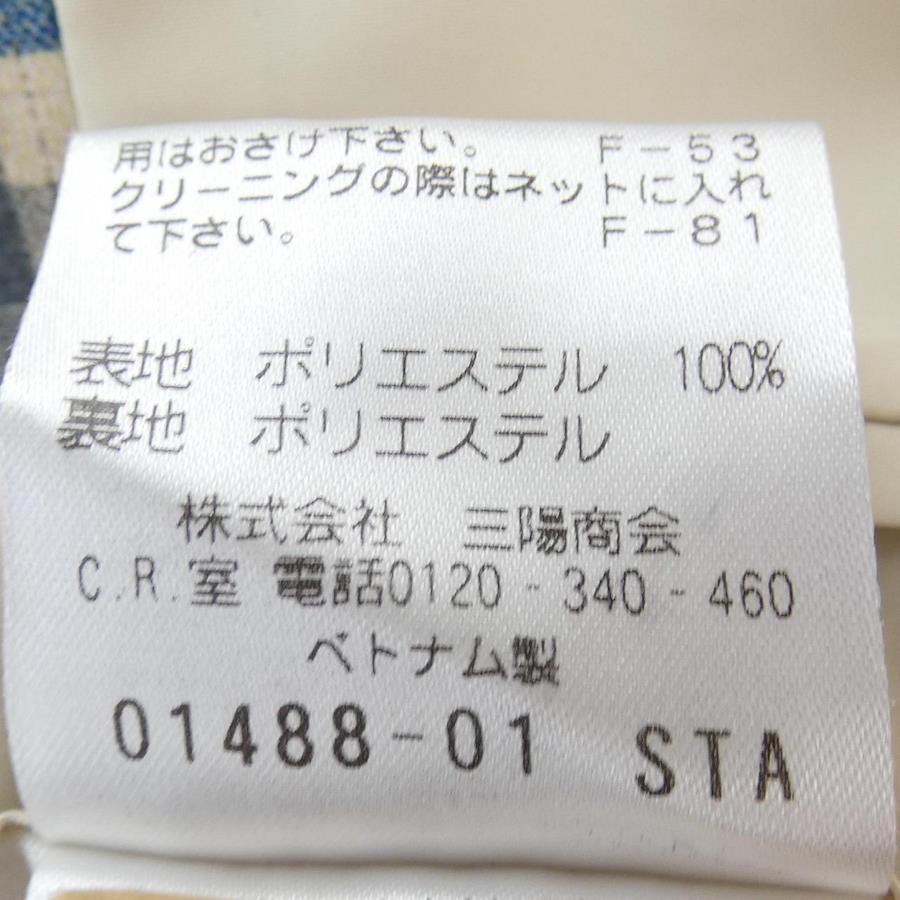 用はおさけ下さい。 F-53
クリーニングの際はネットに入れ
て下さい。 F-81
表地 ポリエステル 100%
裏地 ポリエステル
株式会社 三陽商会
C.R.室 電話0120-340-460
ベトナム製
01488-01 STA